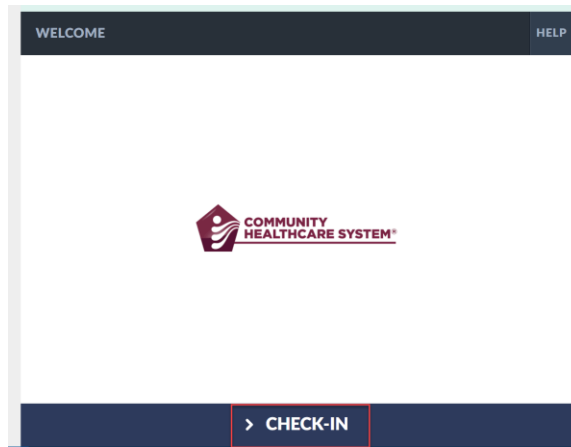 WELCOME
HELP
COMMUNITY
HEALTHCARE SYSTEM®
> CHECK-IN